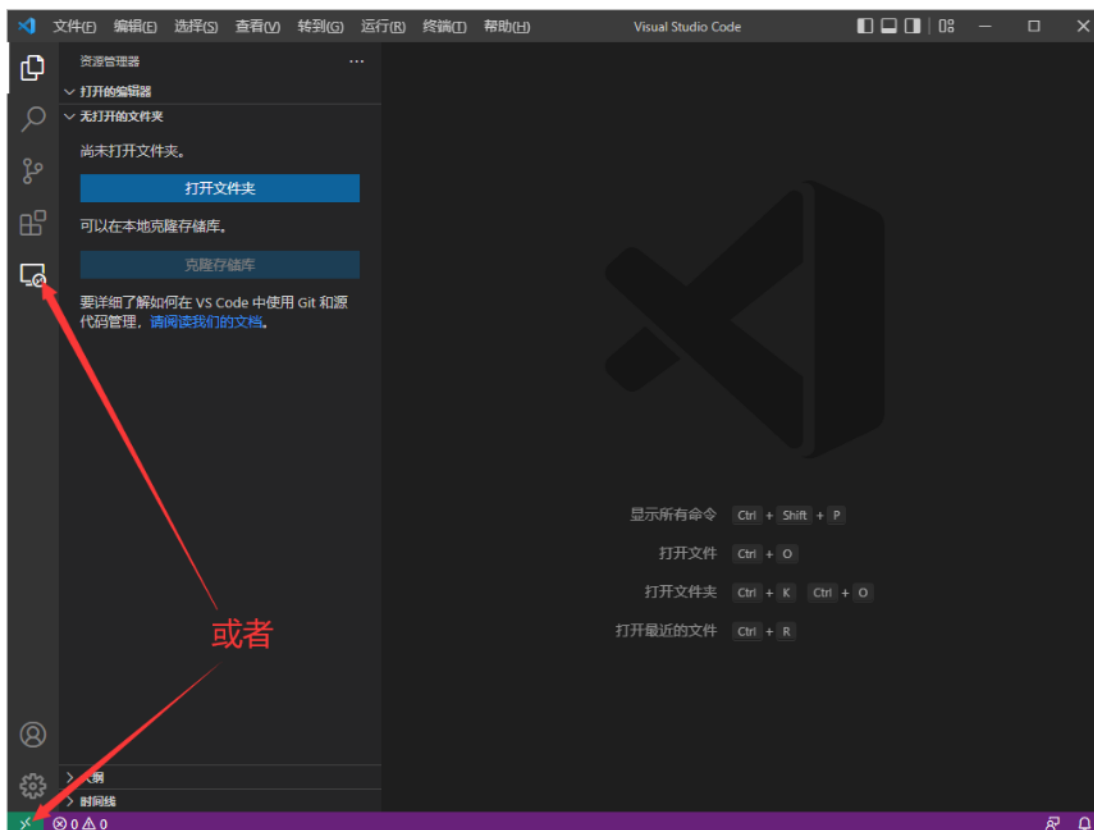 文件(F) 编辑(E) 选择(S) 查看(V) 转到(G) 运行(R) 终端(T) 帮助(H) Visual Studio Code
资源管理器
打开的编辑器
无打开的文件夹
尚未打开文件夹。
打开文件夹
可以在本地克隆存储库。
克隆存储库
要详细了解如何在 VS Code 中使用 Git 和源
代码管理，请阅读我们的文档。
显示所有命令 Ctrl + Shift + P
打开文件 Ctrl + O
打开文件夹 Ctrl + K Ctrl + O
打开最近的文件 Ctrl + R
或者
大纲
时间线
0 0